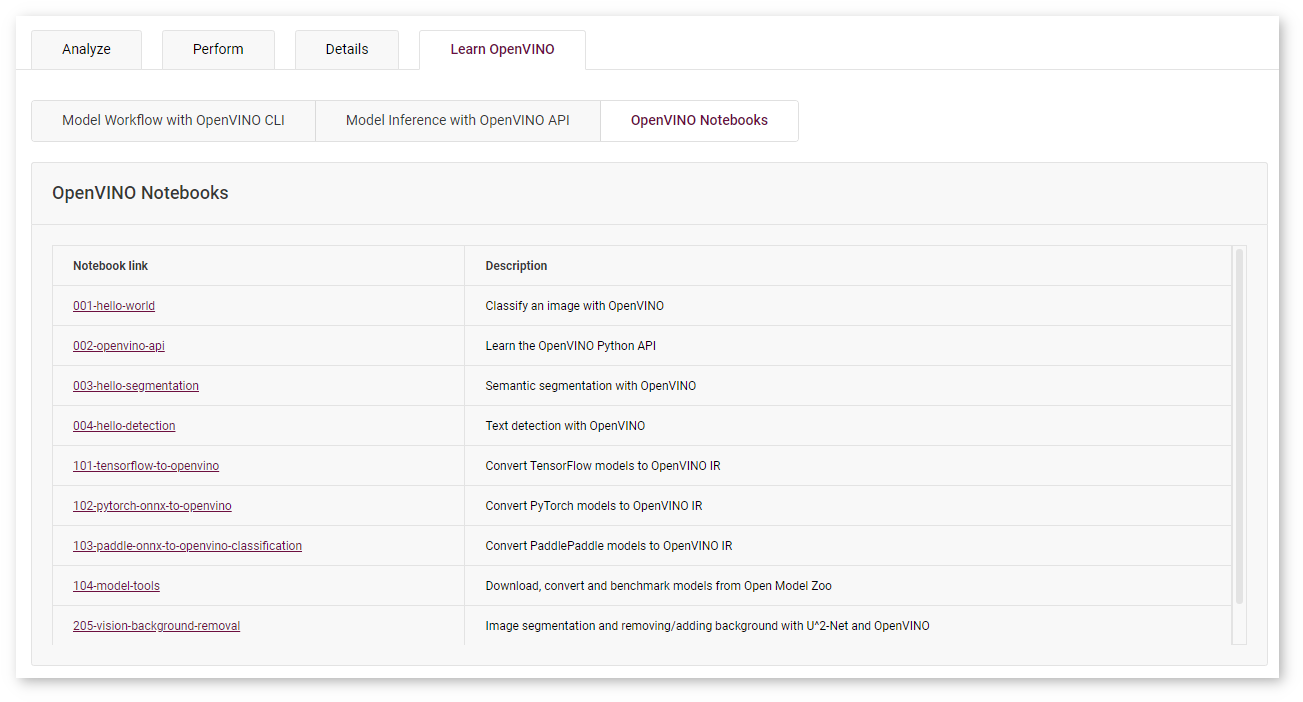 Analyze Perform Details Learn OpenVINO
Model Workflow with OpenVINO CLI Model Inference with OpenVINO API OpenVINO Notebooks
OpenVINO Notebooks
Notebook link Description
001-hello-world Classify an image with OpenVINO
002-openvino-api Learn the OpenVINO Python API
003-hello-segmentation Semantic segmentation with OpenVINO
004-hello-detection Text detection with OpenVINO
101-tensorflow-to-openvino Convert TensorFlow models to OpenVINO IR
102-pytorch-onnx-to-openvino Convert PyTorch models to OpenVINO IR
103-paddle-onnx-to-openvino-classification Convert PaddlePaddle models to OpenVINO IR
104-model-tools Download, convert and benchmark models from Open Model Zoo
205-vision-background-removal Image segmentation and removing/adding background with U^2-Net and OpenVINO